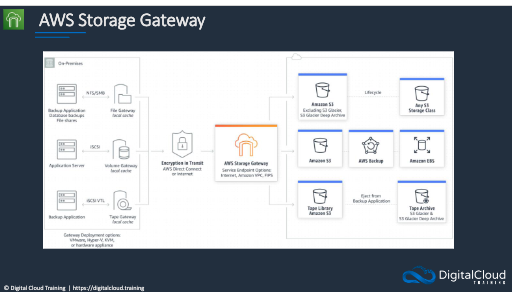 AWS Storage Gateway
On-Premises
NFS/SMB
Backup Application
Database Backups
File shares
File Gateway
local cache
iSCSI
Application Server
Volume Gateway
local cache
iSCSI VTL
Backup Application
Tape Gateway
local cache
Gateway Deployment options:
VMware, Hyper-V, KVM,
or hardware appliance
Encryption in Transit
AWS Direct Connect
or Internet
AWS Storage Gateway
Service Endpoint Options:
Internet, Amazon VPC, FIPS
Amazon S3
Excluding S3 Glacier
S3 Glacier Deep Archive
Lifecycle
Any S3
Storage Class
Amazon S3
AWS Backup
Amazon EBS
Tape Library
Amazon S3
Eject from
Backup Application
Tape Archive
S3 Glacier &
S3 Glacier Deep Archive
© Digital Cloud Training | https://digitalcloud.training
DigitalCloud
TRAINING